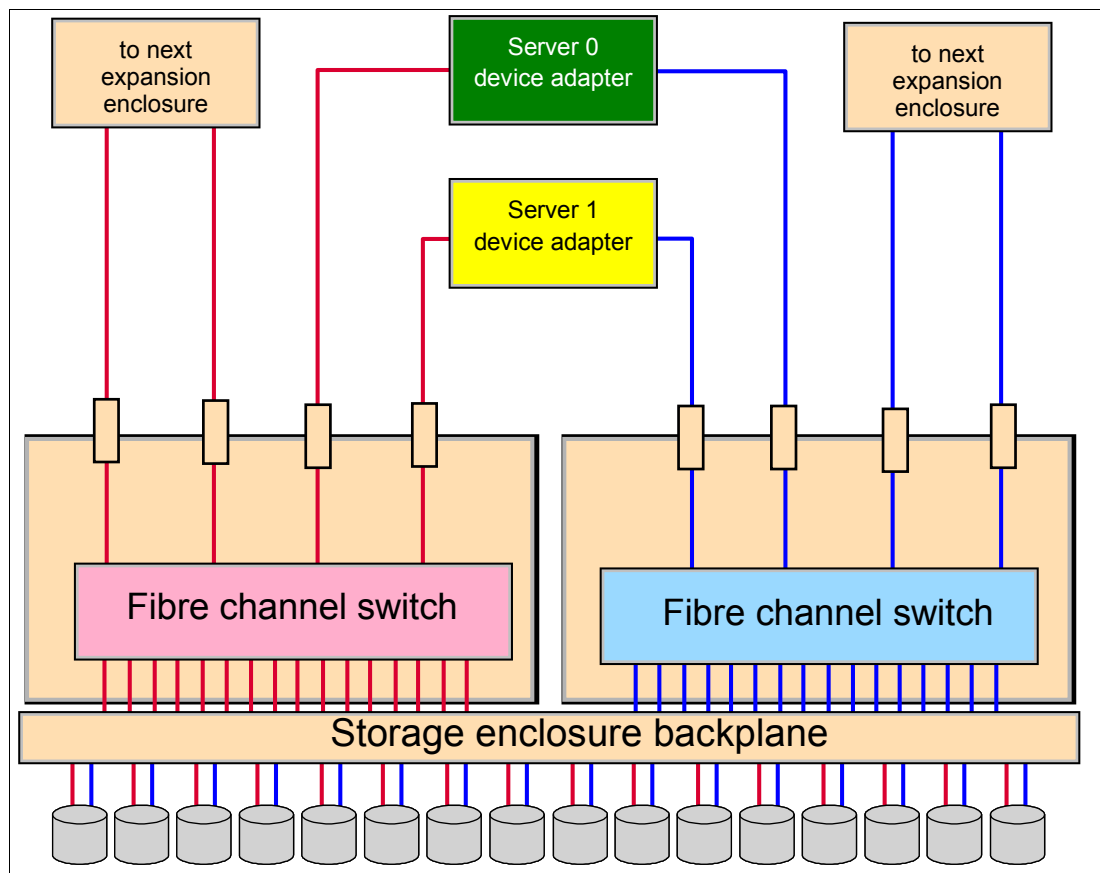 to next
expansion
enclosure
Server 0
device adapter
to next
expansion
enclosure
Server 1
device adapter
Fibre channel switch
Fibre channel switch
Storage enclosure backplane